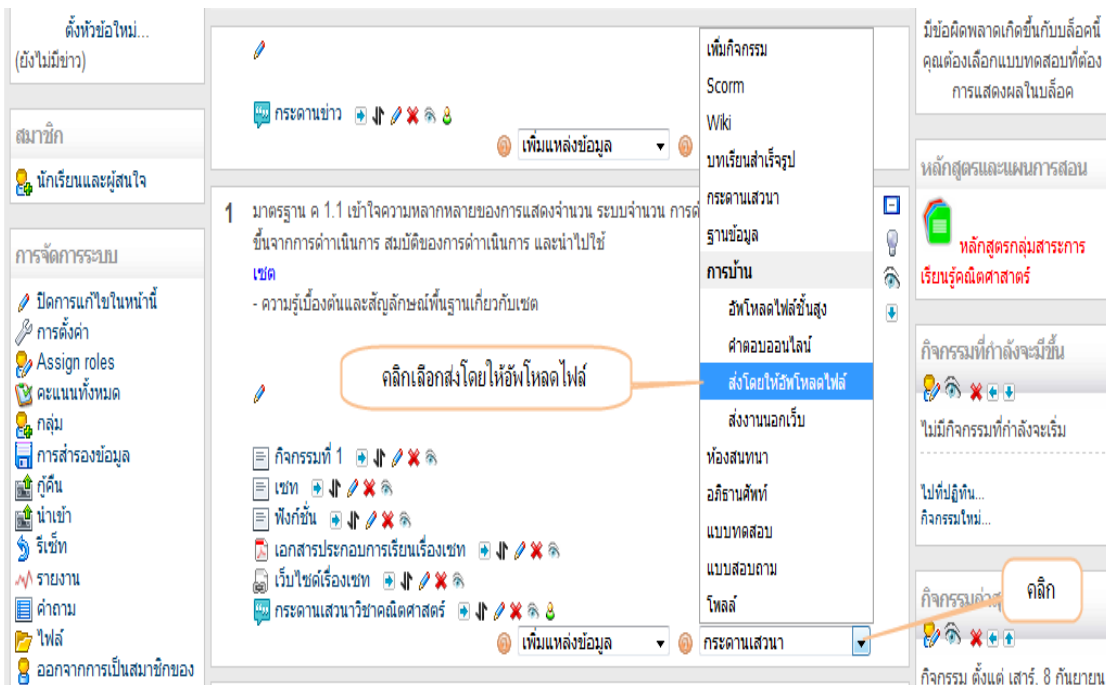 ตั้งหัวข้อใหม่...
(ยังไม่มีข่าว)
สมาชิก
นักเรียนและผู้สนใจ
การจัดการระบบ
ปิดการแก้ไขในหน้านี้
การตั้งค่า
Assign roles
คะแนนทั้งหมด
กลุ่ม
การสำรองข้อมูล
กู้คืน
นำเข้า
รีเซ็ท
รายงาน
คำถาม
ไฟล์
ออกจากการเป็นสมาชิกของ
กระดานข่าว
เพิ่มแหล่งข้อมูล
1 มาตรฐาน ค 1.1 เข้าใจความหลากหลายของการแสดงจำนวน ระบบจำนวน การด
ขึ้นจากการดำเนินการ สมบัติของการดำเนินการ และนำไปใช้
เซต
- ความรู้เบื้องต้นและสัญลักษณ์พื้นฐานเกี่ยวกับเซต
คลิกเลือกส่งโดยให้อัพโหลดไฟล์
กิจกรรมที่ 1
เซท
ฟังก์ชั่น
เอกสารประกอบการเรียนเรื่องเซท
เว็บไซด์เรื่องเซท
กระดานเสวนาวิชาคณิตศาสตร์
เพิ่มแหล่งข้อมูล
กระดานเสวนา
เพิ่มกิจกรรม
Scorm
Wiki
บทเรียนสำเร็จรูป
กระดานเสวนา
ฐานข้อมูล
การบ้าน
อัพโหลดไฟล์ขั้นสูง
คำตอบออนไลน์
ส่งโดยให้อัพโหลดไฟล์
ส่งงานนอกเว็บ
ห้องสนทนา
อภิธานศัพท์
แบบทดสอบ
แบบสอบถาม
โพลล์
มีข้อผิดพลาดเกิดขึ้นกับบล็อคนี้
คุณต้องเลือกแบบทดสอบที่ต้อง
การแสดงผลในบล็อค
หลักสูตรและแผนการสอน
หลักสูตรกลุ่มสาระการ
เรียนรู้คณิตศาสตร์
กิจกรรมที่กำลังจะมีขึ้น
ไม่มีกิจกรรมที่กำลังจะเริ่ม
ไปที่ปฏิทิน...
กิจกรรมใหม่...
กิจกรรมล่าสุ
คลิก
กิจกรรม ตั้งแต่ เสาร์, 8 กันยายน